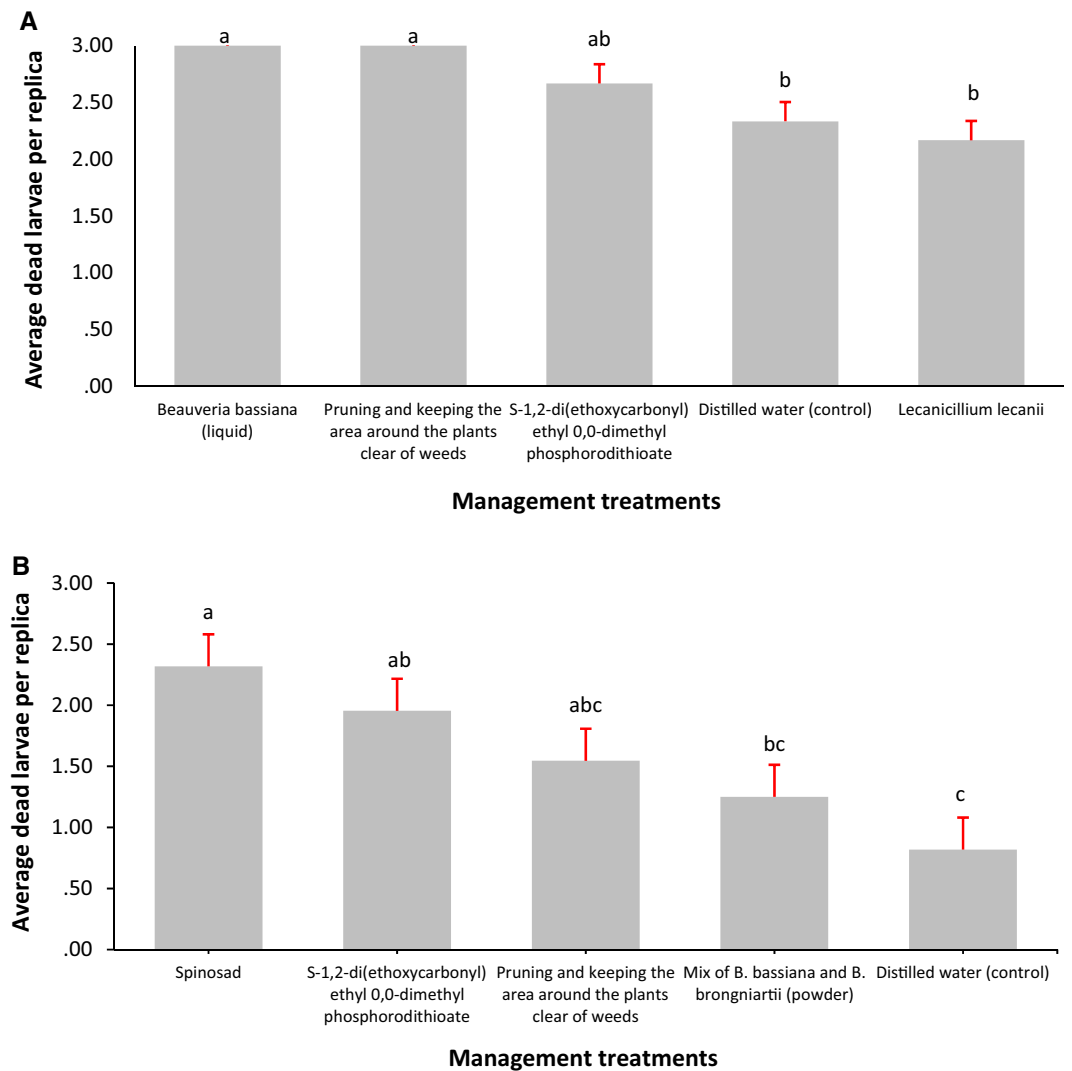 A
Average dead larvae per replica
3.00
2.50
2.00
1.50
1.00
.50
.00
a
a
ab
b
b
Beauveria bassiana
(liquid)
Pruning and keeping the
area around the plants
clear of weeds
S-1,2-di(ethoxycarbonyl)
ethyl 0,0-dimethyl
phosphorodithioate
Distilled water (control)
Lecanicillium lecanii
Management treatments
B
Average dead larvae per replica
3.00
2.50
2.00
1.50
1.00
.50
.00
a
ab
abc
bc
c
Spinosad
S-1,2-di(ethoxycarbonyl)
ethyl 0,0-dimethyl
phosphorodithioate
Pruning and keeping the
area around the plants
clear of weeds
Mix of B. bassiana and B.
brongniartii (powder)
Distilled water (control)
Management treatments